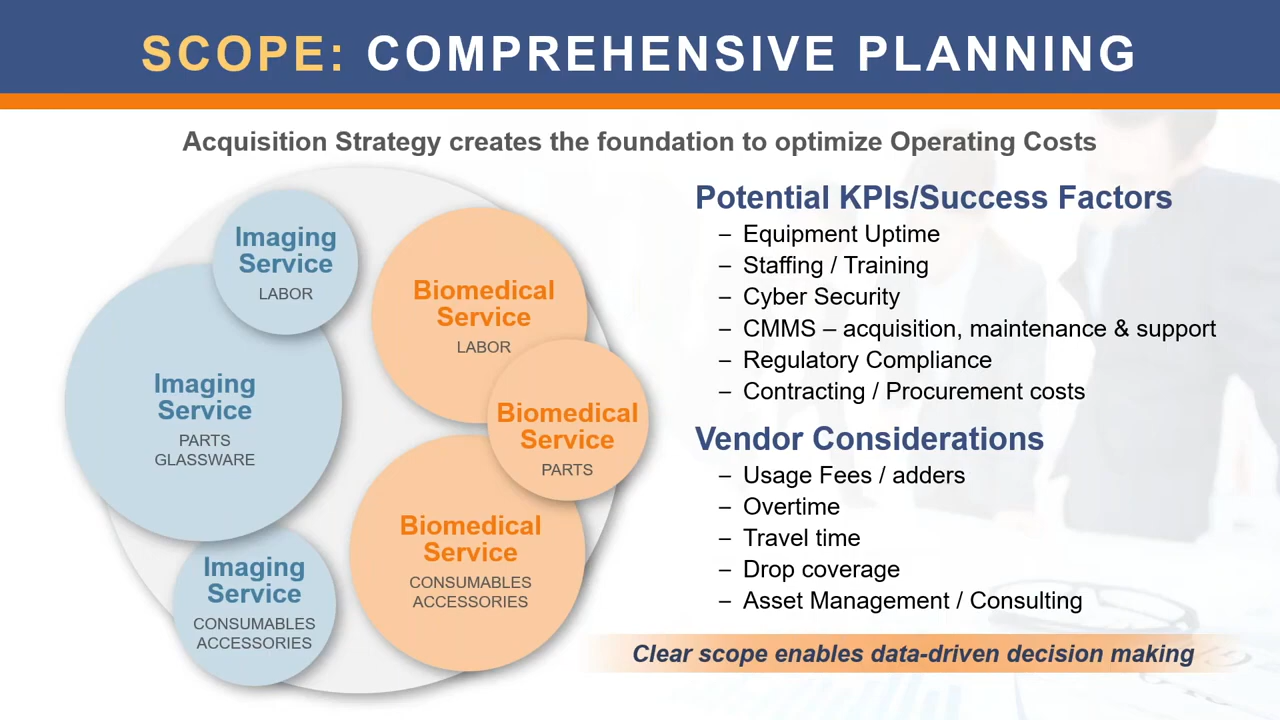 SCOPE: COMPREHENSIVE PLANNING
Acquisition Strategy creates the foundation to optimize Operating Costs
Imaging
Service
LABOR
Imaging
Service
PARTS
GLASSWARE
Imaging
Service
CONSUMABLES
ACCESSORIES
Biomedical
Service
LABOR
Biomedical
Service
PARTS
Biomedical
Service
CONSUMABLES
ACCESSORIES
Potential KPIs/Success Factors
– Equipment Uptime
– Staffing / Training
– Cyber Security
– CMMS – acquisition, maintenance & support
– Regulatory Compliance
– Contracting / Procurement costs
Vendor Considerations
– Usage Fees / adders
– Overtime
– Travel time
– Drop coverage
– Asset Management / Consulting
Clear scope enables data-driven decision making